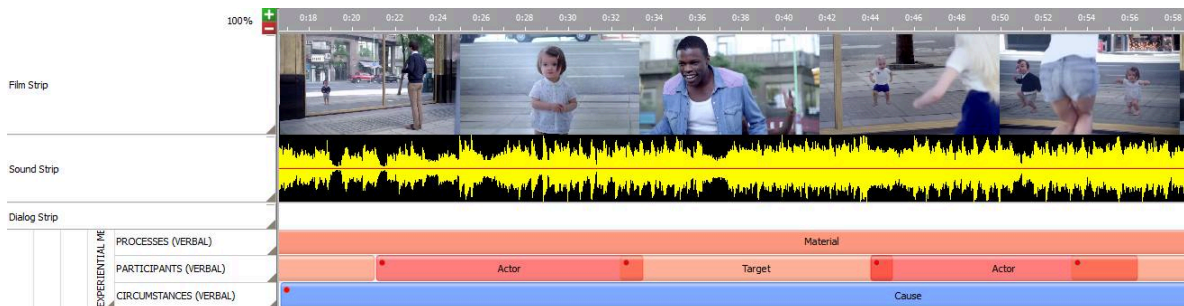 100% 0:18 0:20 0:22 0:24 0:26 0:28 0:30 0:32 0:34 0:36 0:38 0:40 0:42 0:44 0:46 0:48 0:50 0:52 0:54 0:56 0:58
Film Strip
Sound Strip
Dialog Strip
EXPERIENTIAL ME
PROCESSES (VERBAL) Material
PARTICIPANTS (VERBAL) Actor Target Actor
CIRCUMSTANCES (VERBAL) Cause